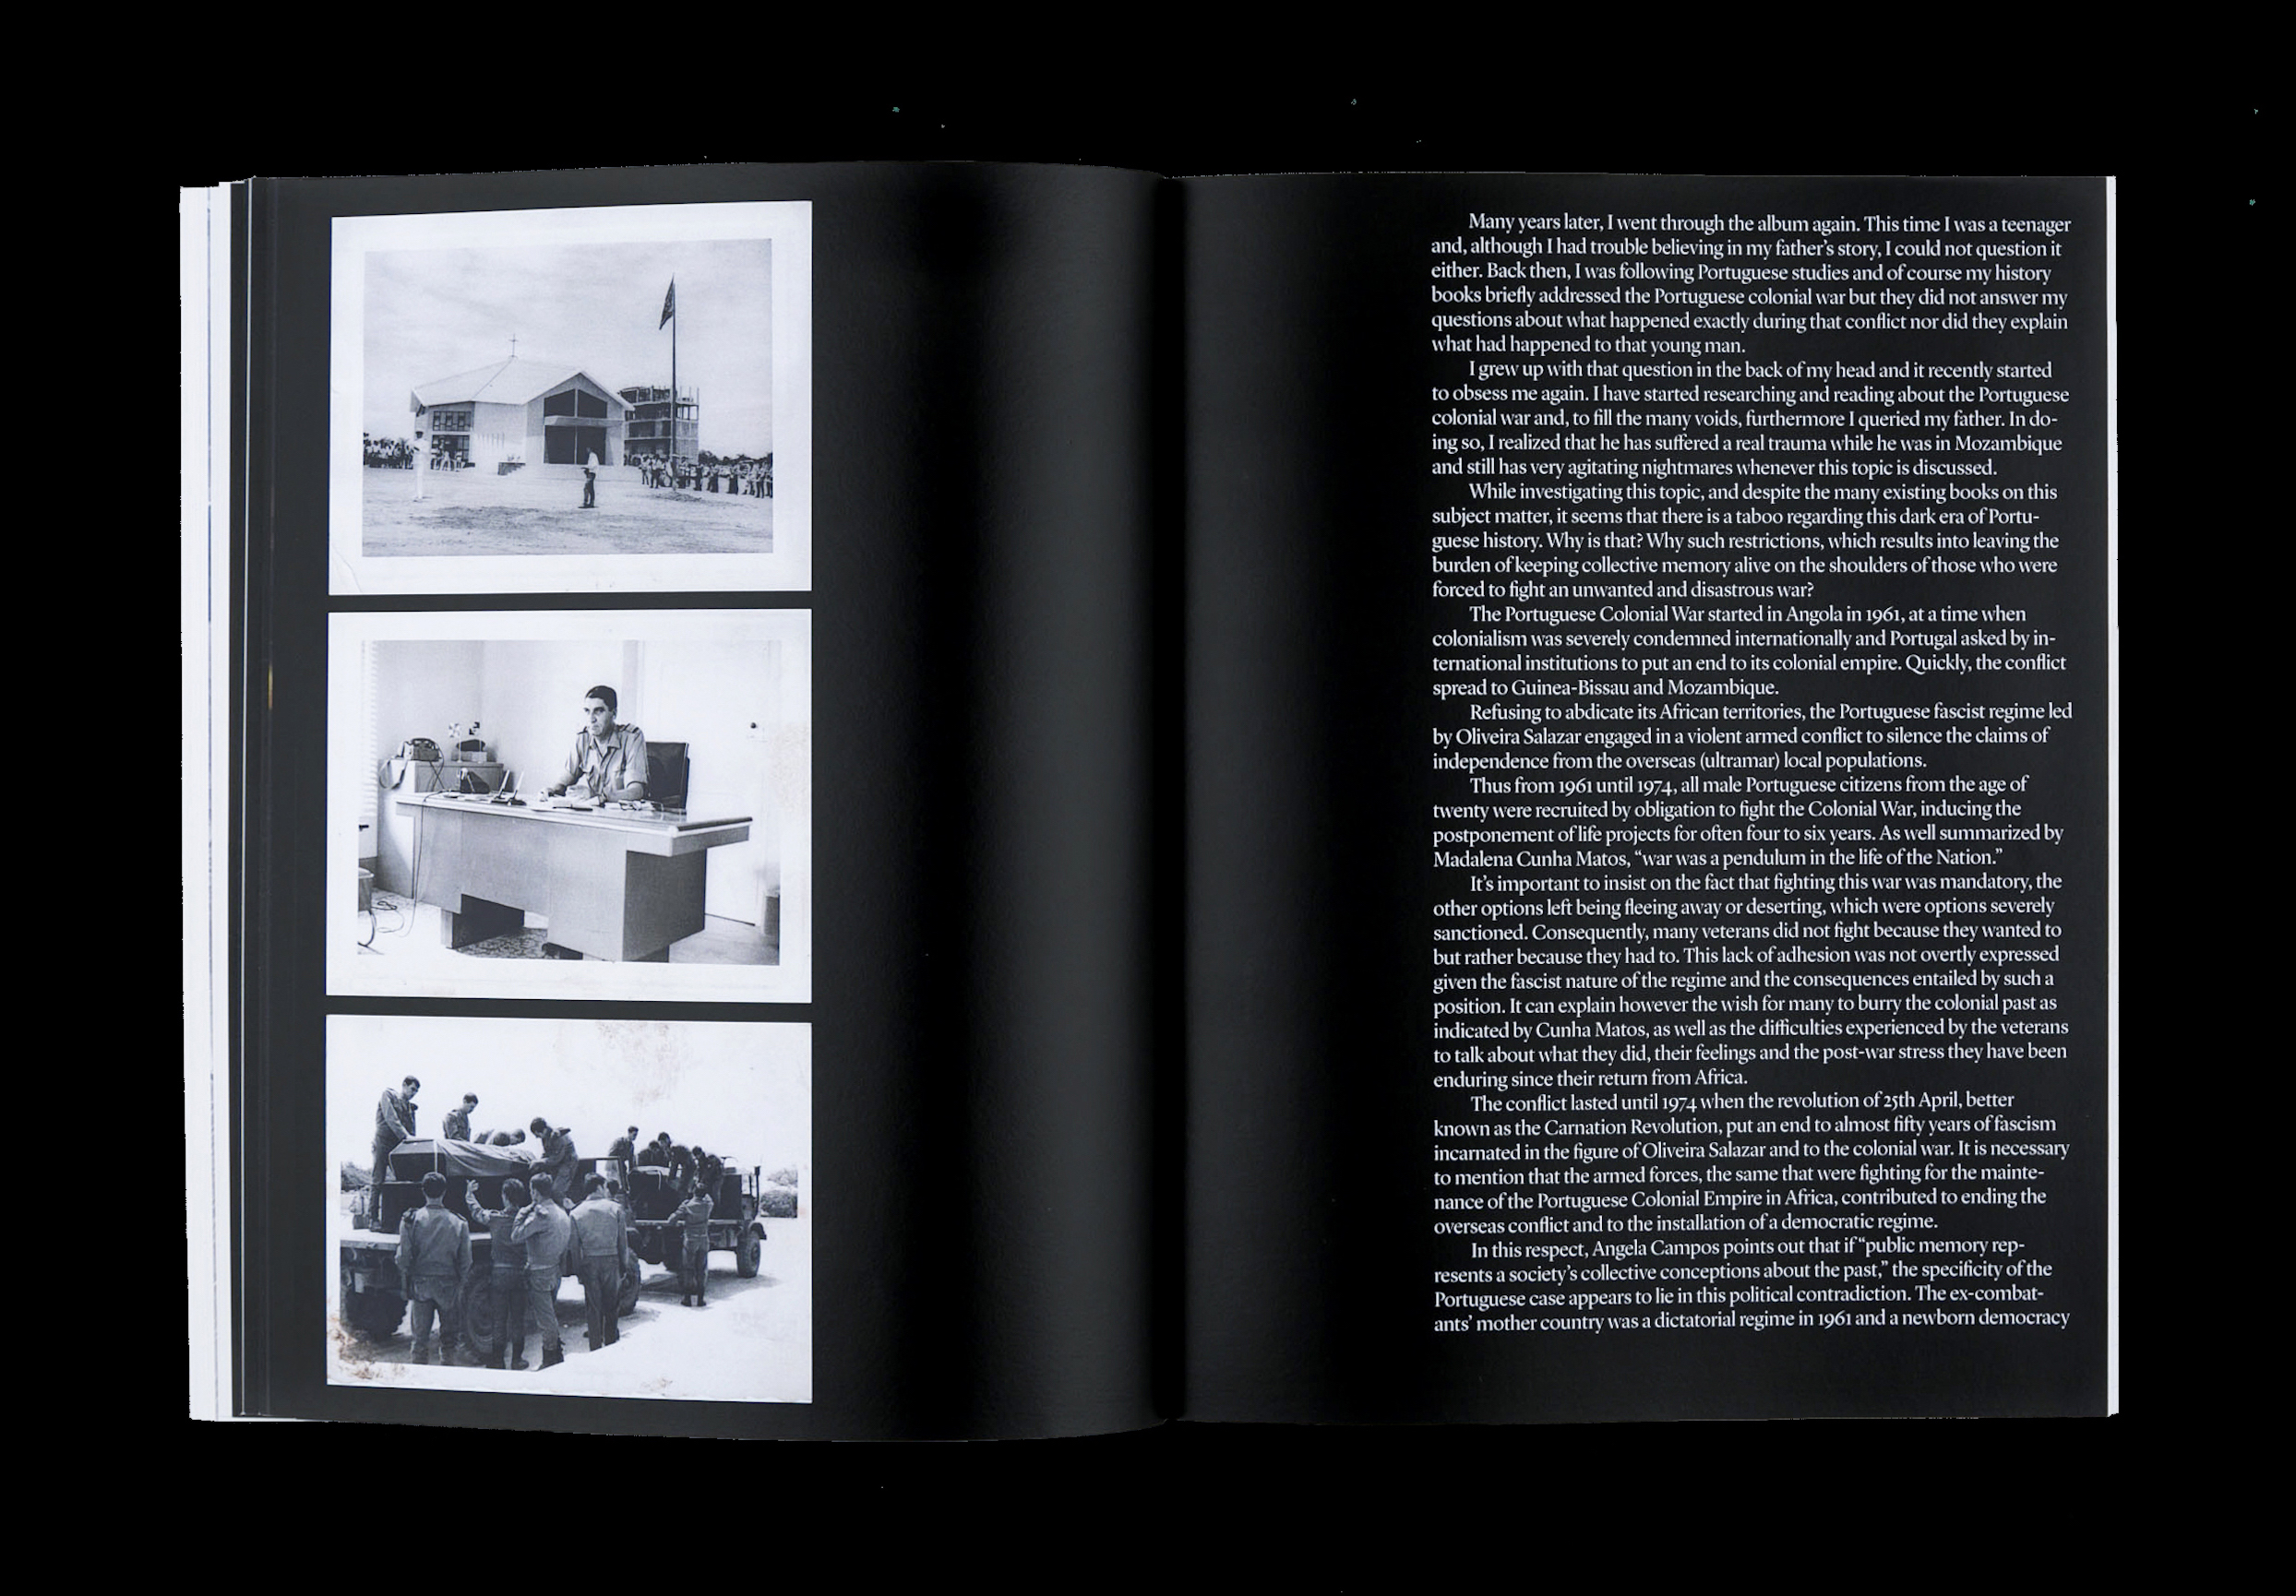 Many years later, I went through the album again. This time I was a teenager
and, although I had trouble believing in my father's story, I could not question it
either. Back then, I was following Portuguese studies and of course my history
books briefly addressed the Portuguese colonial war but they did not answer my
questions about what happened exactly during that conflict nor did they explain
what had happened to that young man.
I grew up with that question in the back of my head and it recently started
to obsess me again. I have started researching and reading about the Portuguese
colonial war and, to fill the many voids, furthermore I queried my father. In do-
ing so, I realized that he has suffered a real trauma while he was in Mozambique
and still has very agitating nightmares whenever this topic is discussed.
While investigating this topic, and despite the many existing books on this
subject matter, it seems that there is a taboo regarding this dark era of Portu-
guese history. Why is that? Why such restrictions, which results into leaving the
burden of keeping collective memory alive on the shoulders of those who were
forced to fight an unwanted and disastrous war?
The Portuguese Colonial War started in Angola in 1961, at a time when
colonialism was severely condemned internationally and Portugal asked by in-
ternational institutions to put an end to its colonial empire. Quickly, the conflict
spread to Guinea-Bissau and Mozambique.
Refusing to abdicate its African territories, the Portuguese fascist regime led
by Oliveira Salazar engaged in a violent armed conflict to silence the claims of
independence from the overseas (ultramar) local populations.
Thus from 1961 until 1974, all male Portuguese citizens from the age of
twenty were recruited by obligation to fight the Colonial War, inducing the
postponement of life projects for often four to six years. As well summarized by
Madalena Cunha Matos, “war was a pendulum in the life of the Nation.”
It's important to insist on the fact that fighting this war was mandatory, the
other options left being fleeing away or deserting, which were options severely
sanctioned. Consequently, many veterans did not fight because they wanted to
but rather because they had to. This lack of adhesion was not overtly expressed
given the fascist nature of the regime and the consequences entailed by such a
position. It can explain however the wish for many to burry the colonial past as
indicated by Cunha Matos, as well as the difficulties experienced by the veterans
to talk about what they did, their feelings and the post-war stress they have been
enduring since their return from Africa.
The conflict lasted until 1974 when the revolution of 25th April, better
known as the Carnation Revolution, put an end to almost fifty years of fascism
incarnated in the figure of Oliveira Salazar and to the colonial war. It is necessary
to mention that the armed forces, the same that were fighting for the mainte-
nance of the Portuguese Colonial Empire in Africa, contributed to ending the
overseas conflict and to the installation of a democratic regime.
In this respect, Angela Campos points out that if “public memory rep-
resents a society's collective conceptions about the past,” the specificity of the
Portuguese case appears to lie in this political contradiction. The ex-combat-
ants' mother country was a dictatorial regime in 1961 and a newborn democracy